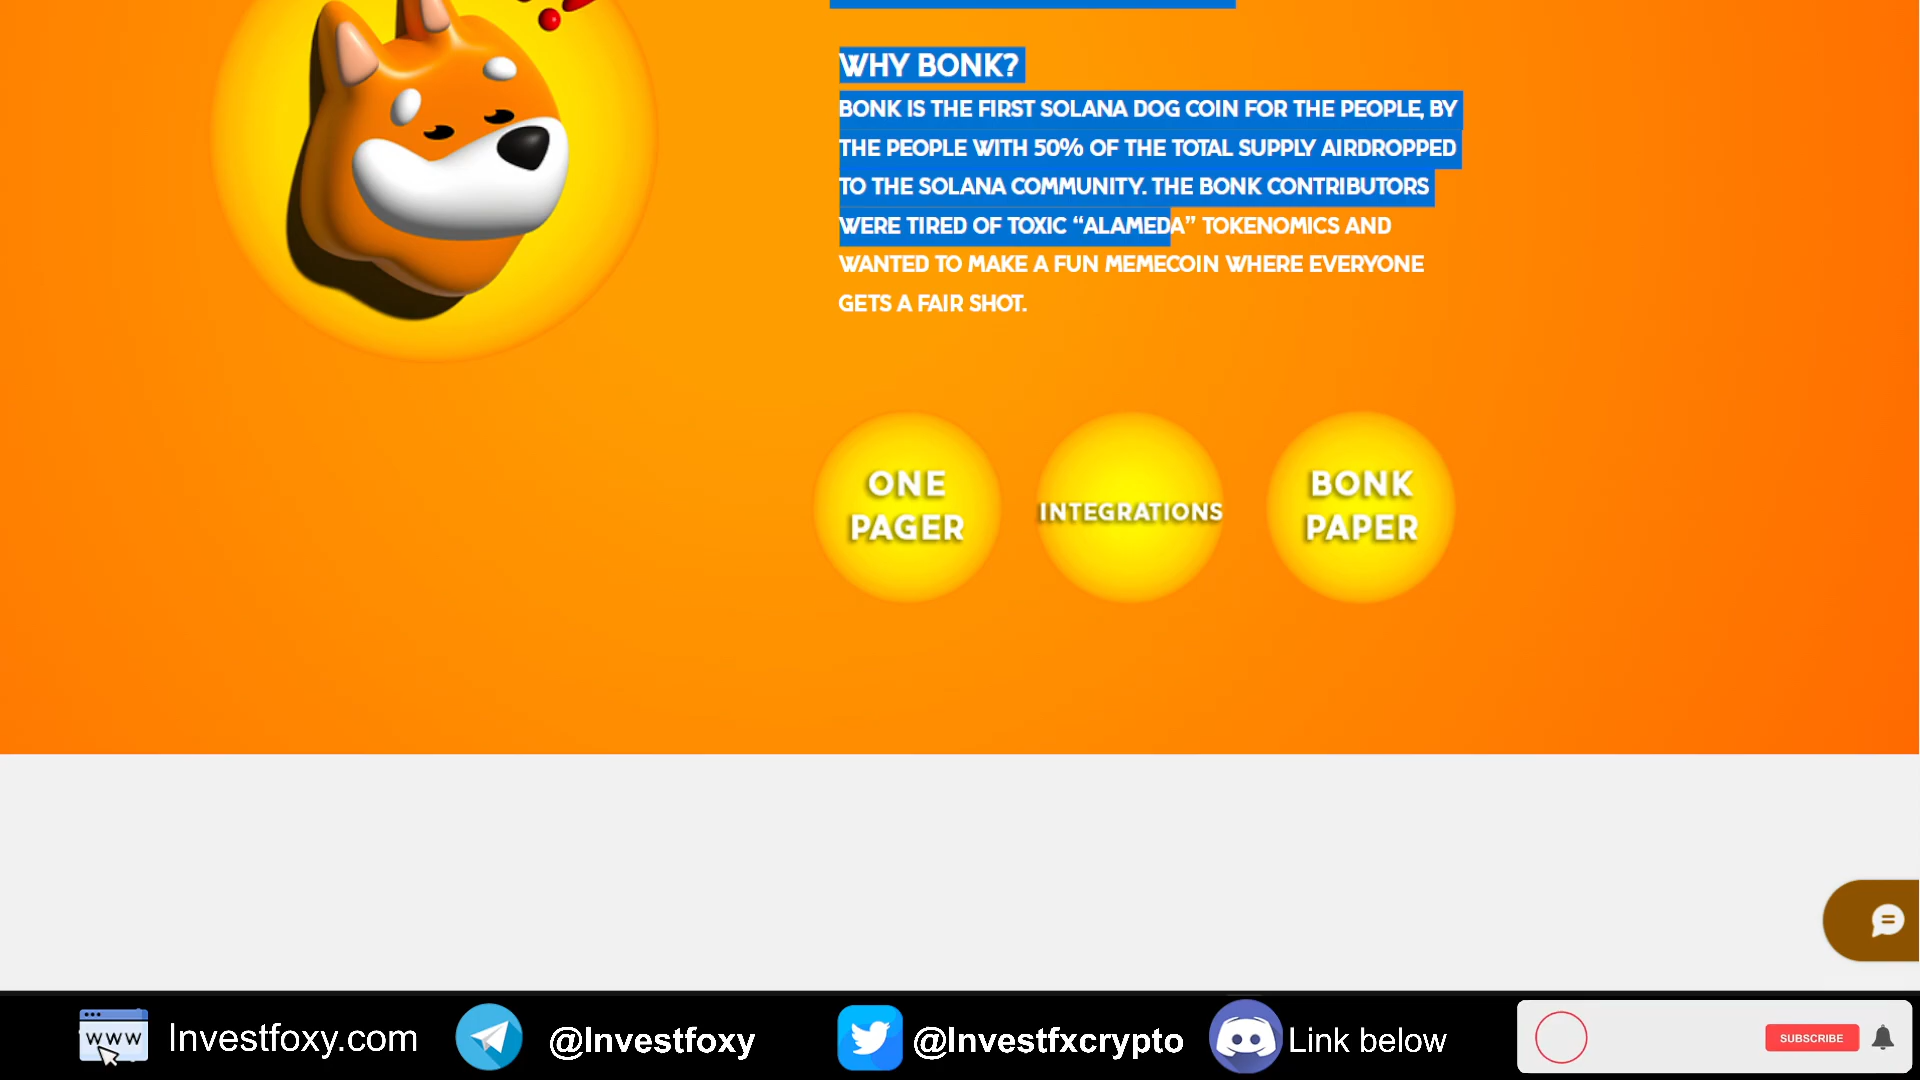 WHY BONK?
BONK IS THE FIRST SOLANA DOG COIN FOR THE PEOPLE, BY
THE PEOPLE WITH 50% OF THE TOTAL SUPPLY AIRDROPPED
TO THE SOLANA COMMUNITY. THE BONK CONTRIBUTORS
WERE TIRED OF TOXIC “ALAMEDA” TOKENOMICS AND
WANTED TO MAKE A FUN MEMECOIN WHERE EVERYONE
GETS A FAIR SHOT.
ONE
PAGER
INTEGRATIONS
BONK
PAPER
WWW
Investfoxy.com
@Investfoxy
@Investfxcrypto
Link below
SUBSCRIBE